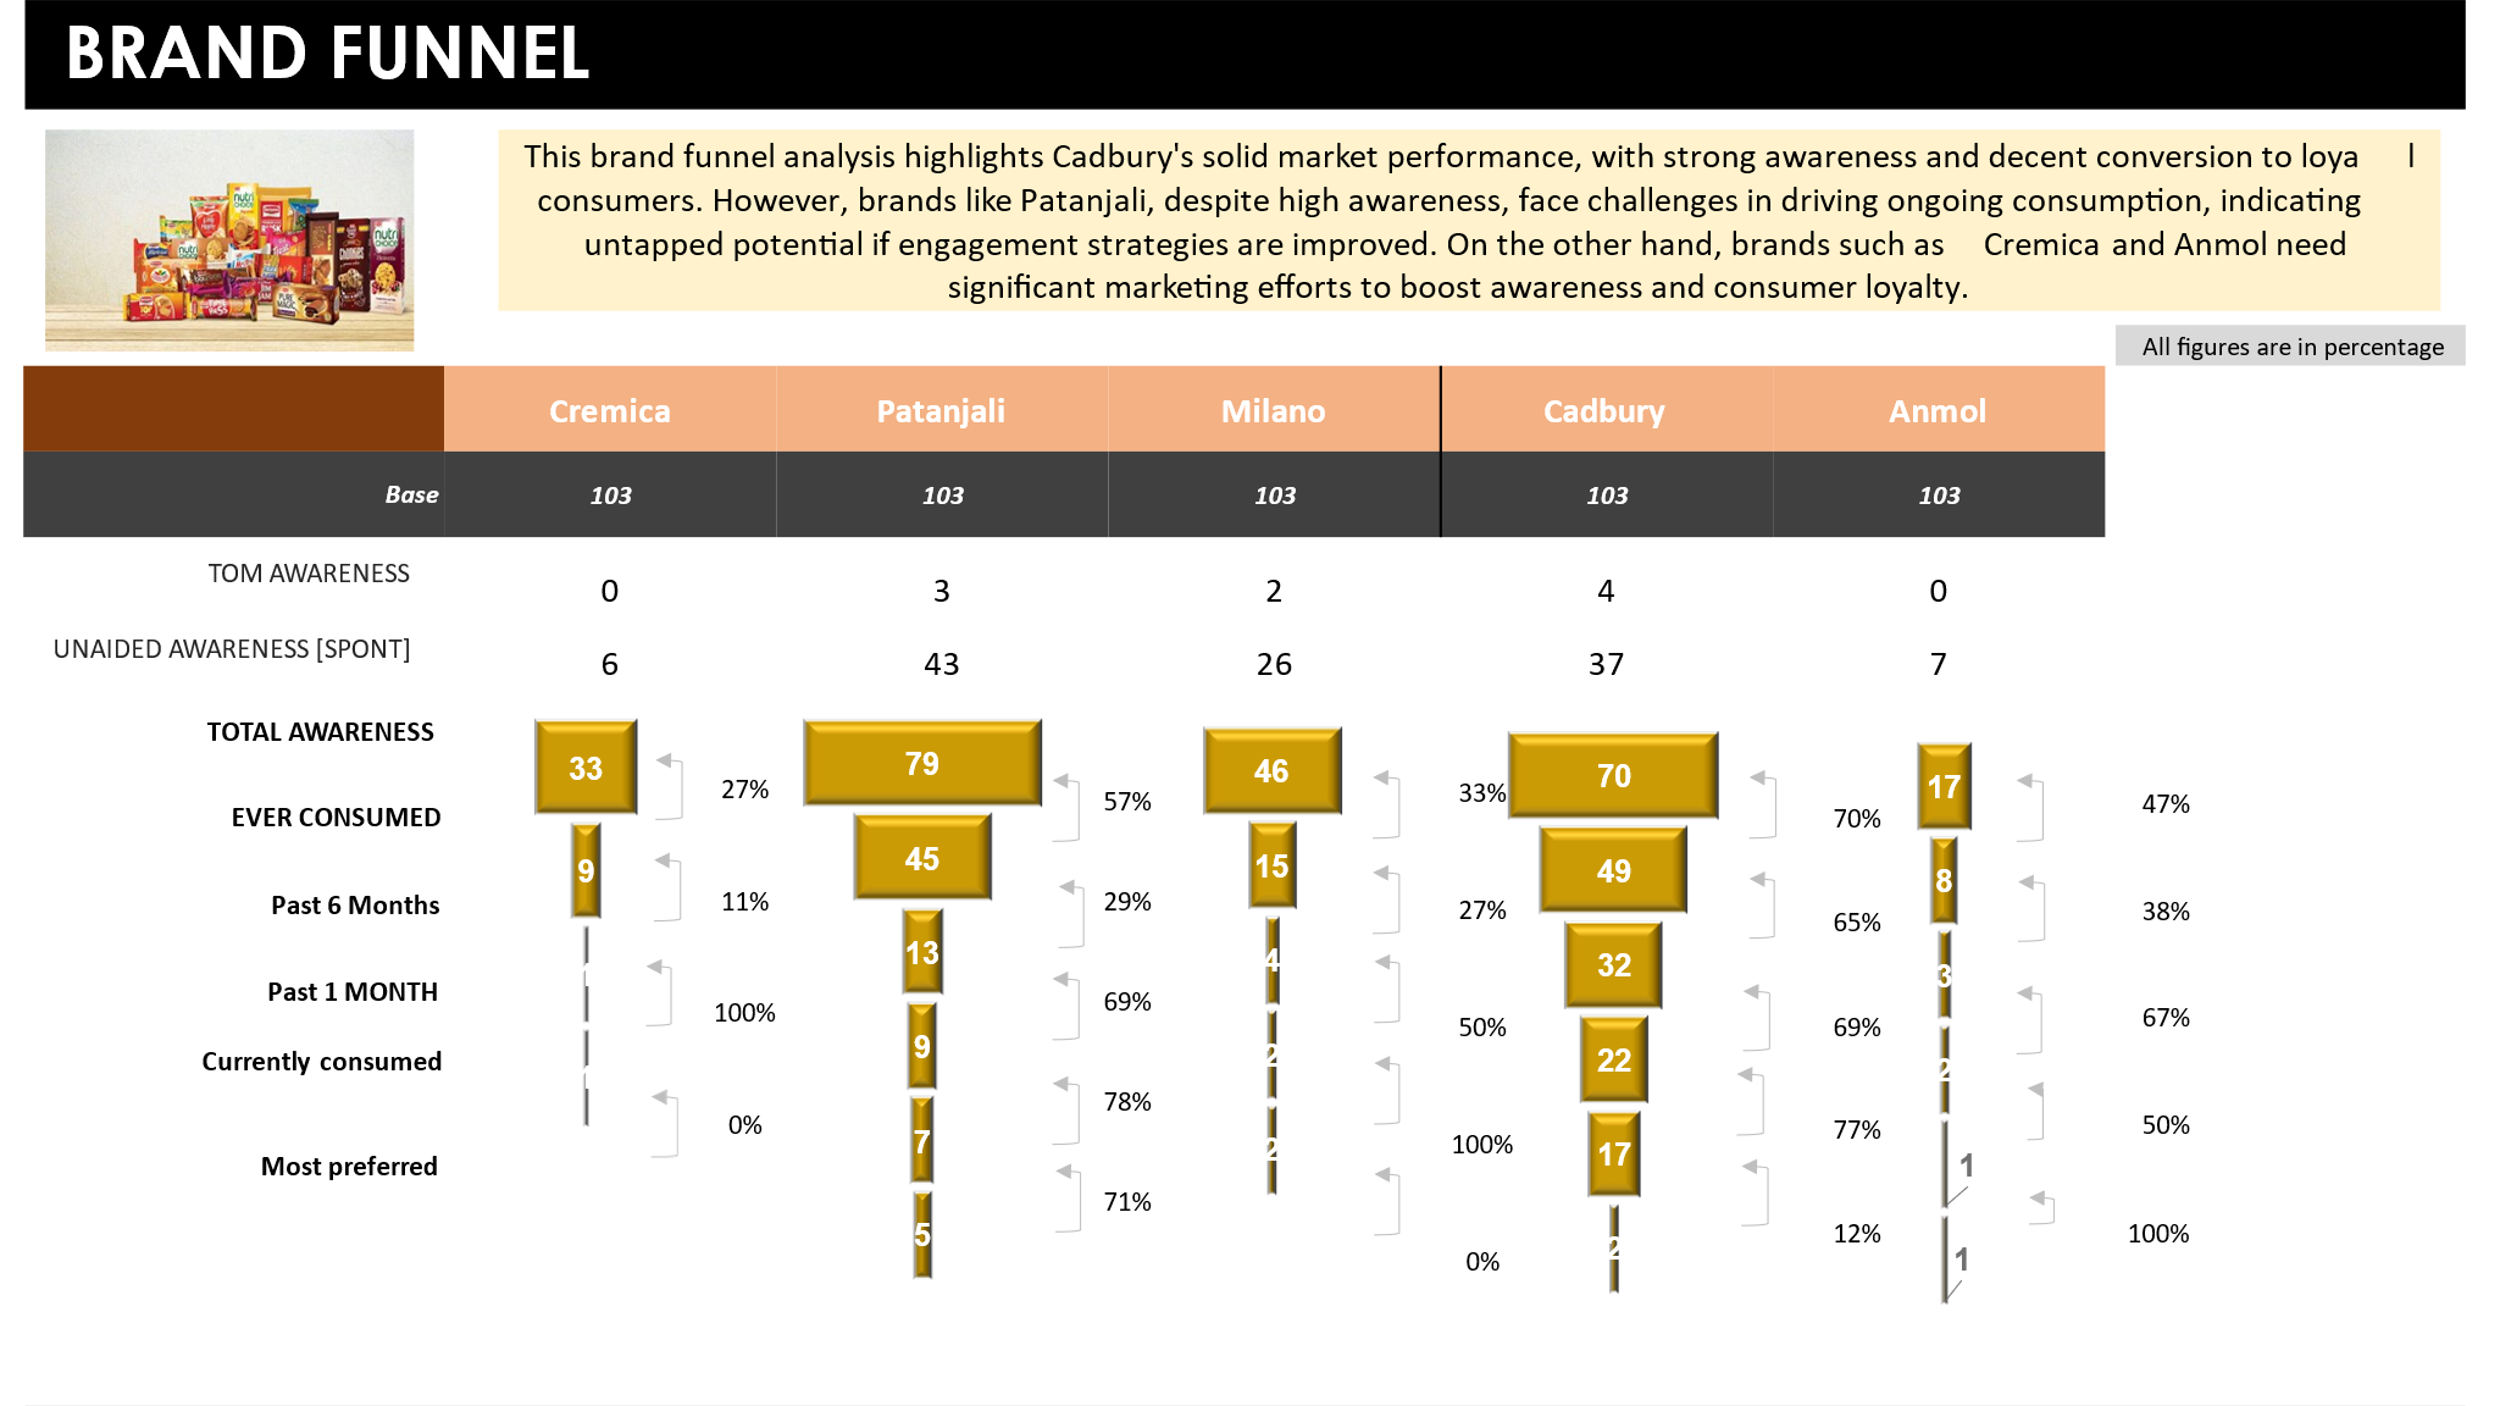 BRAND FUNNEL
This brand funnel analysis highlights Cadbury's solid market performance, with strong awareness and decent conversion to loya l
consumers. However, brands like Patanjali, despite high awareness, face challenges in driving ongoing consumption, indicating
untapped potential if engagement strategies are improved. On the other hand, brands such as Cremica and Anmol need
significant marketing efforts to boost awareness and consumer loyalty.
All figures are in percentage
Cremica Patanjali Milano Cadbury Anmol
Base 103 103 103 103 103
TOM AWARENESS 0 3 2 4 0
UNAIDED AWARENESS [SPONT] 6 43 26 37 7
TOTAL AWARENESS 33 79 46 70 17
27% 57% 33% 70% 47%
EVER CONSUMED 9 45 15 49 8
11% 29% 27% 65% 38%
Past 6 Months 13 4 32 3
100% 69% 50% 69% 67%
Past 1 MONTH 9 2 22 2
0% 78% 100% 77% 50%
Currently consumed 7 2 17 1
71% 0% 12% 100%
Most preferred 5 2 1